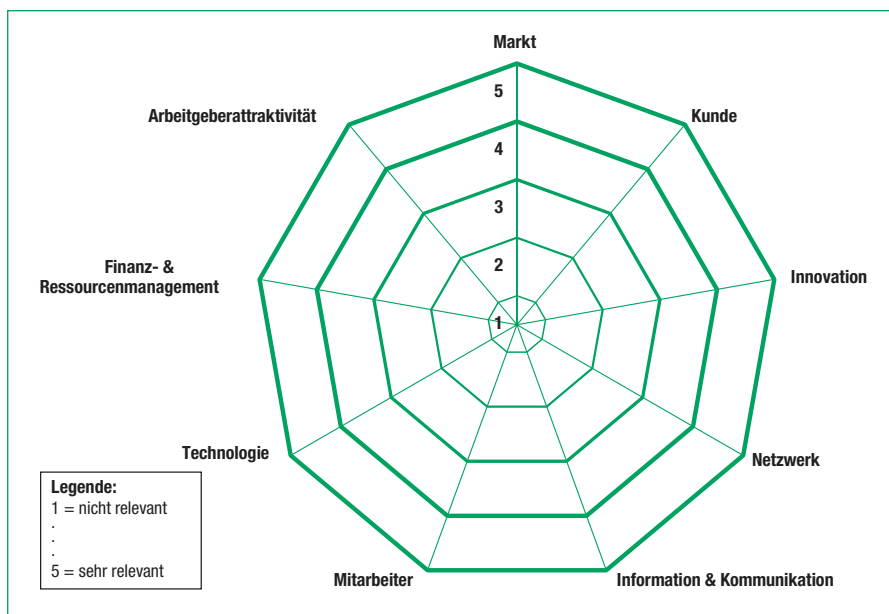 Markt
5
Arbeitgeberattraktivität
Kunde
4
3
2
Finanz- &
Ressourcenmanagement
Innovation
1
Technologie
Netzwerk
Legende:
1 = nicht relevant
.
.
.
5 = sehr relevant
Mitarbeiter
Information & Kommunikation